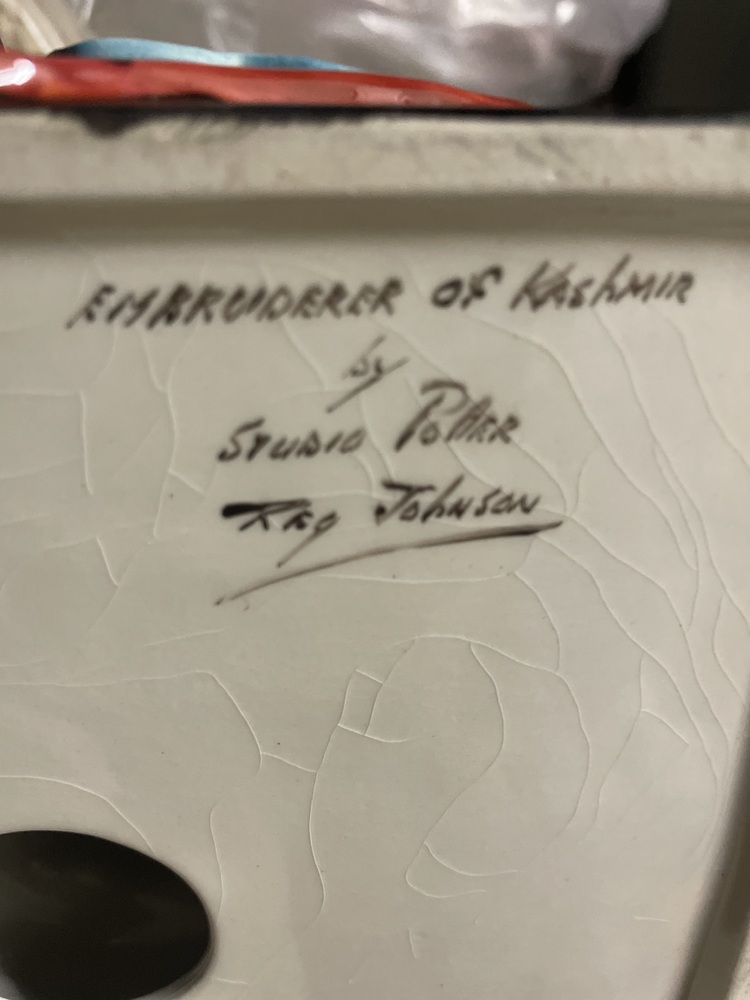 EMBROIDERER OF KAShMIR
by
STUDIO POttER
REg JOhNSON